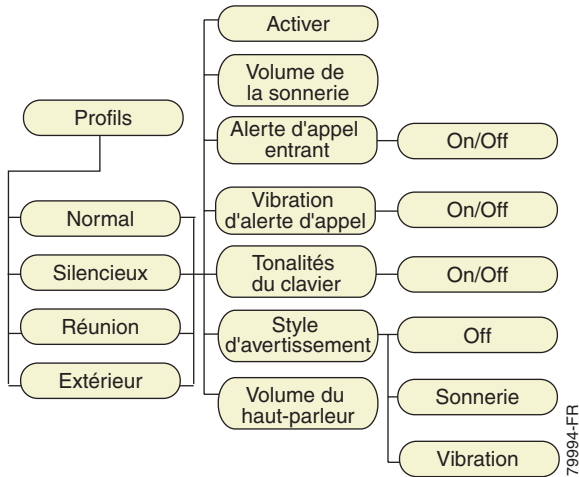 Profils
Normal
Silencieux
Réunion
Extérieur
Activer
Volume de
la sonnerie
Alerte d'appel
entrant
On/Off
Vibration
d'alerte d'appel
On/Off
Tonalités
du clavier
On/Off
Style
d'avertissement
Off
Sonnerie
Vibration
Volume du
haut-parleur
79994-FR